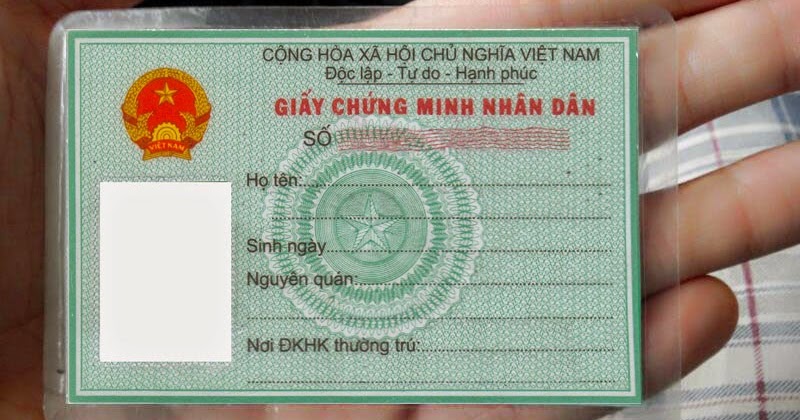 CỘNG HÒA XÃ HỘI CHỦ NGHĨA VIỆT NAM
Độc lập - Tự do - Hạnh phúc
GIẤY CHỨNG MINH NHÂN DÂN
SỐ
VIỆT NAM
Họ tên:
Sinh ngày
Nguyên quán:
Nơi ĐKHK thường trú: